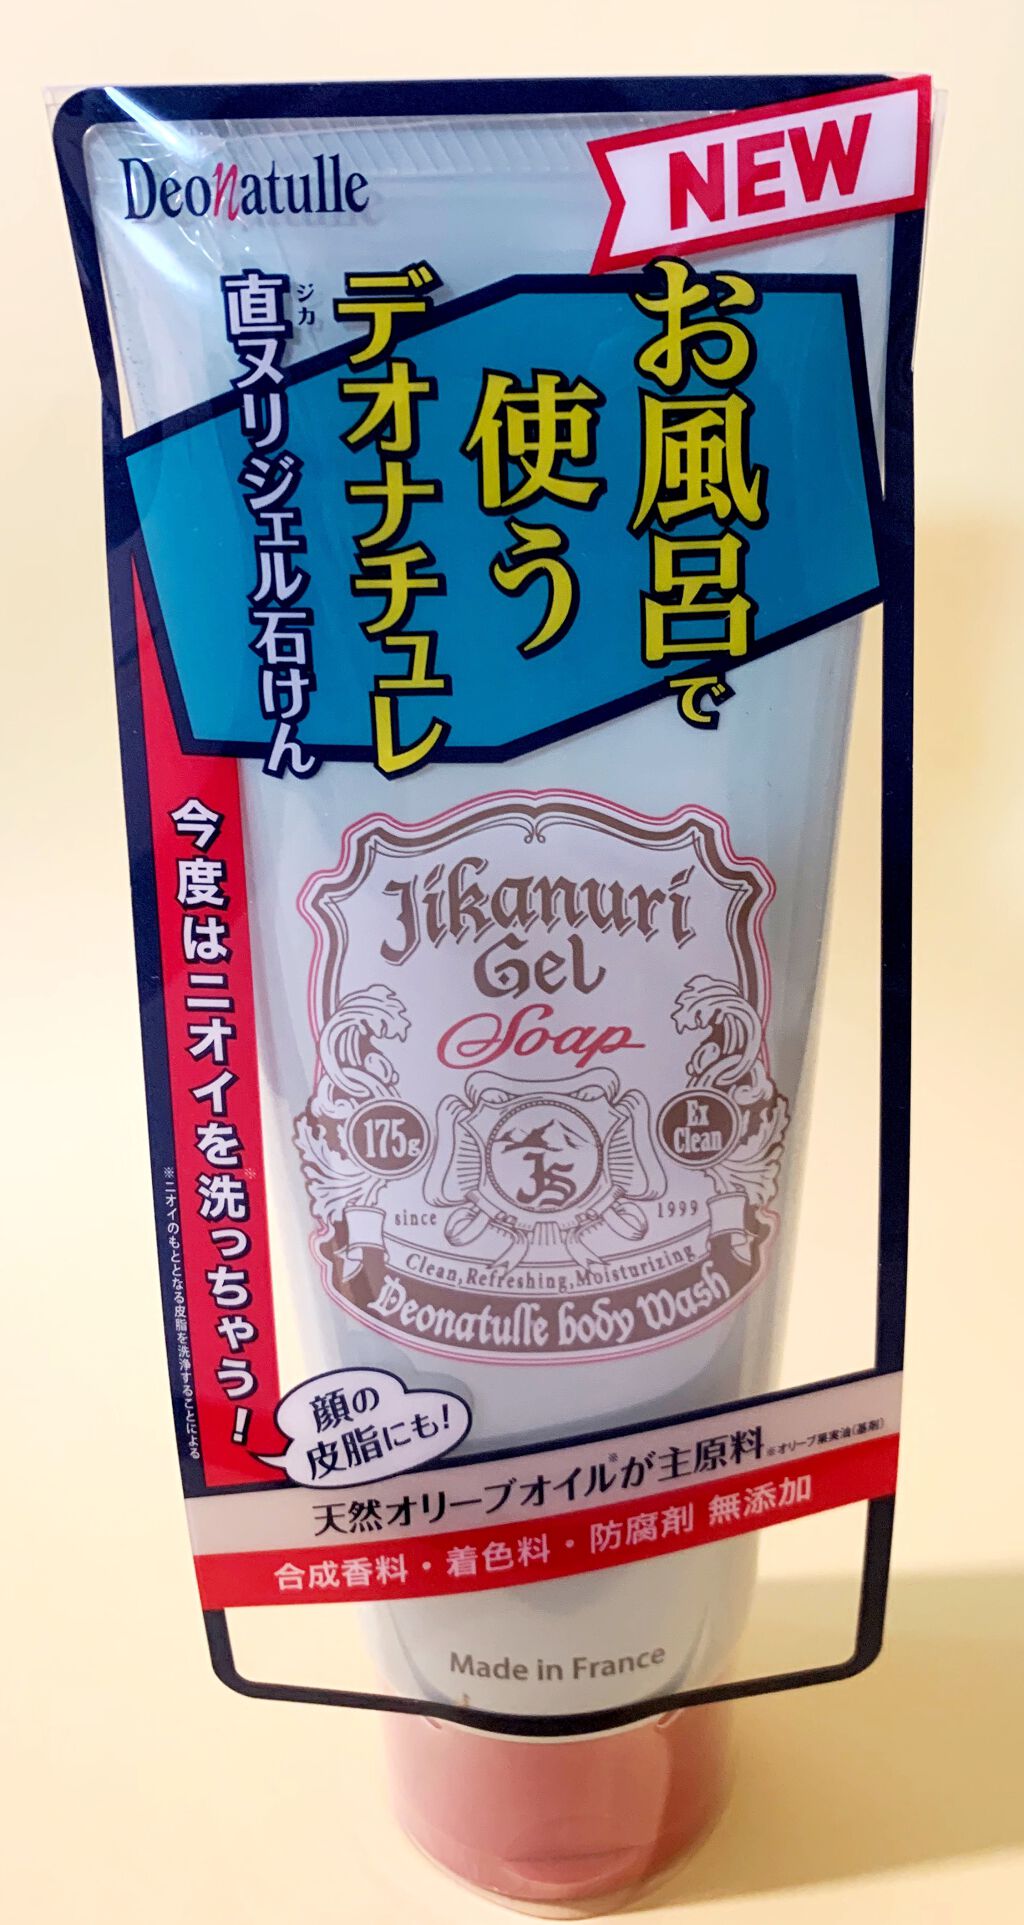 Deonatulle
NEW
お風呂で
使う
デオナチュレ
ジカ
直ヌリジェル石けん
今度はニオイを洗っちゃう!
※
※ニオイのもととなる皮脂を洗浄することによる
Jikanuri
Gel
Soap
175g
Ex
Clean
JS
since
1999
Clean,Refreshing,Moisturizing
Deonatulle body Wash
顔の
皮脂にも!
天然オリーブオイル※が主原料※オリーブ果実油(基剤)
合成香料・着色料・防腐剤 無添加
Made in France